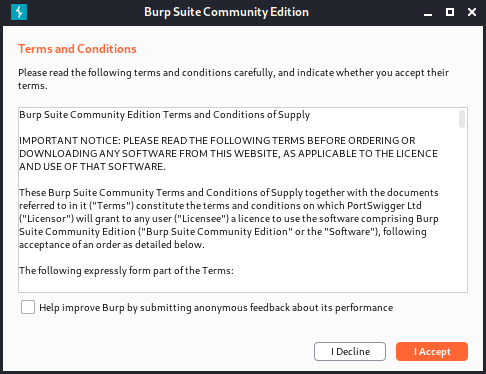 Burp Suite Community Edition
Terms and Conditions
Please read the following terms and conditions carefully, and indicate whether you accept their
terms.
Burp Suite Community Edition Terms and Conditions of Supply
IMPORTANT NOTICE: PLEASE READ THE FOLLOWING TERMS BEFORE ORDERING OR
DOWNLOADING ANY SOFTWARE FROM THIS WEBSITE, AS APPLICABLE TO THE LICENCE
AND USE OF THAT SOFTWARE.
These Burp Suite Community Terms and Conditions of Supply together with the documents
referred to in it ("Terms") constitute the terms and conditions on which PortSwigger Ltd
("Licensor") will grant to any user ("Licensee") a licence to use the software comprising Burp
Suite Community Edition ("Burp Suite Community Edition" or the "Software"), following
acceptance of an order as detailed below.
The following expressly form part of the Terms:
Help improve Burp by submitting anonymous feedback about its performance
I Decline
I Accept